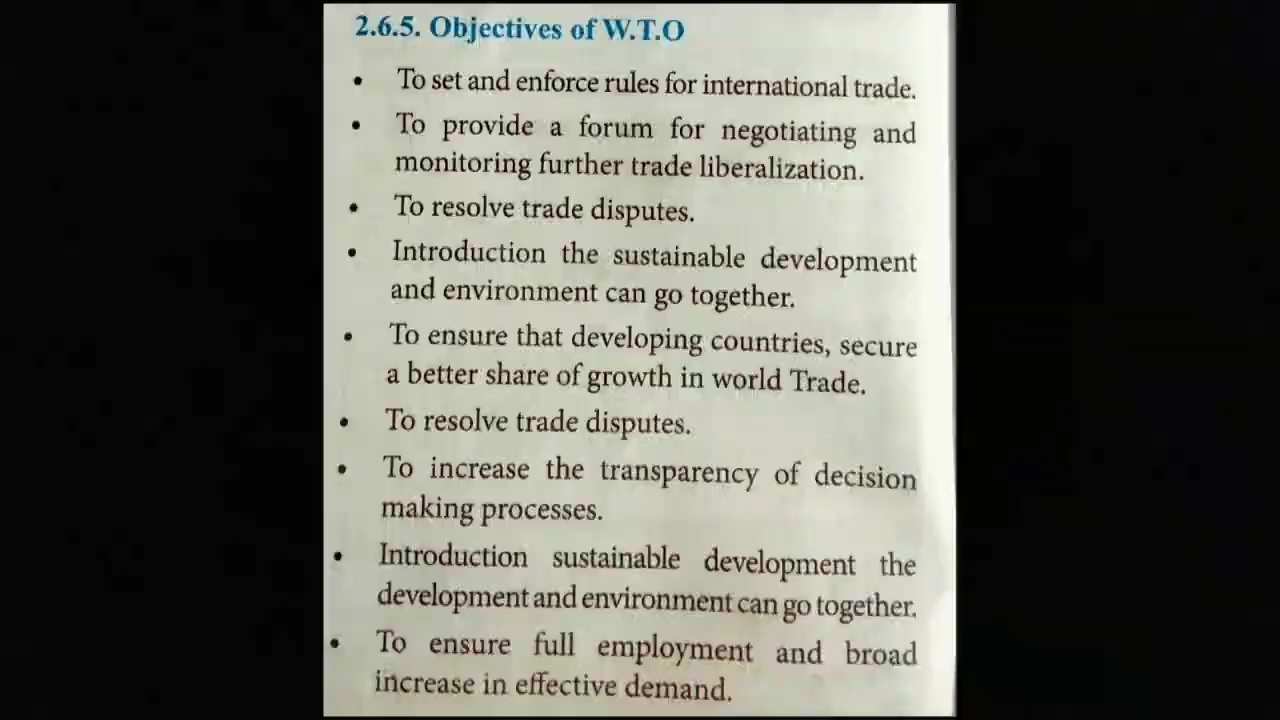 2.6.5. Objectives of W.T.O
• To set and enforce rules for international trade.
• To provide a forum for negotiating and
monitoring further trade liberalization.
• To resolve trade disputes.
• Introduction the sustainable development
and environment can go together.
• To ensure that developing countries, secure
a better share of growth in world Trade.
• To resolve trade disputes.
• To increase the transparency of decision
making processes.
• Introduction sustainable development the
development and environment can go together.
• To ensure full employment and broad
increase in effective demand.